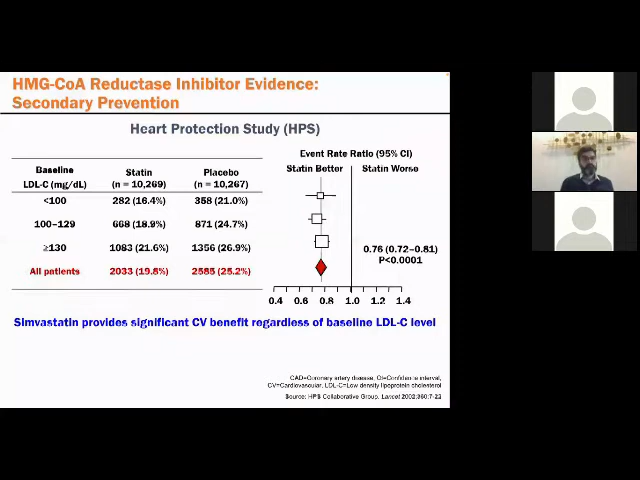 HMG-CoA Reductase Inhibitor Evidence:
Secondary Prevention
Heart Protection Study (HPS)
Event Rate Ratio (95% CI)
Baseline
LDL-C (mg/dL)
Statin
(n = 10,269)
Placebo
(n = 10,267)
Statin Better
Statin Worse
<100 282 (16.4%) 358 (21.0%)
100–129 668 (18.9%) 871 (24.7%)
≥130 1083 (21.6%) 1356 (26.9%)
0.76 (0.72–0.81)
P<0.0001
All patients 2033 (19.8%) 2585 (25.2%)
0.4 0.6 0.8 1.0 1.2 1.4
Simvastatin provides significant CV benefit regardless of baseline LDL-C level
CAD=Coronary artery disease, CI=Confidence interval,
CV=Cardiovascular, LDL-C=Low density lipoprotein cholesterol
Source: HPS Collaborative Group. Lancet 2002;360:7-22